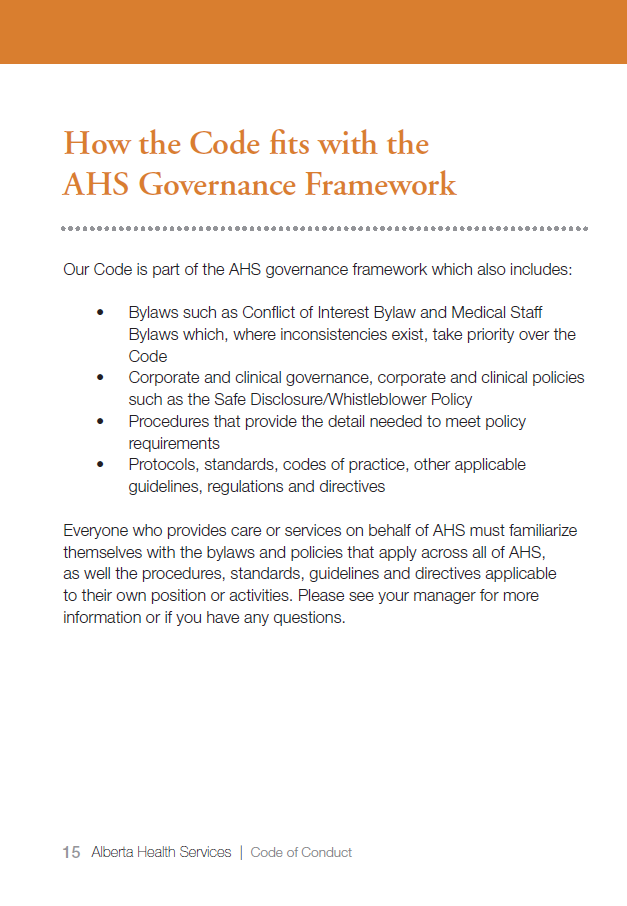 How the Code fits with the
AHS Governance Framework
Our Code is part of the AHS governance framework which also includes:
• Bylaws such as Conflict of Interest Bylaw and Medical Staff
Bylaws which, where inconsistencies exist, take priority over the
Code
• Corporate and clinical governance, corporate and clinical policies
such as the Safe Disclosure/Whistleblower Policy
• Procedures that provide the detail needed to meet policy
requirements
• Protocols, standards, codes of practice, other applicable
guidelines, regulations and directives
Everyone who provides care or services on behalf of AHS must familiarize
themselves with the bylaws and policies that apply across all of AHS,
as well the procedures, standards, guidelines and directives applicable
to their own position or activities. Please see your manager for more
information or if you have any questions.
15 Alberta Health Services | Code of Conduct